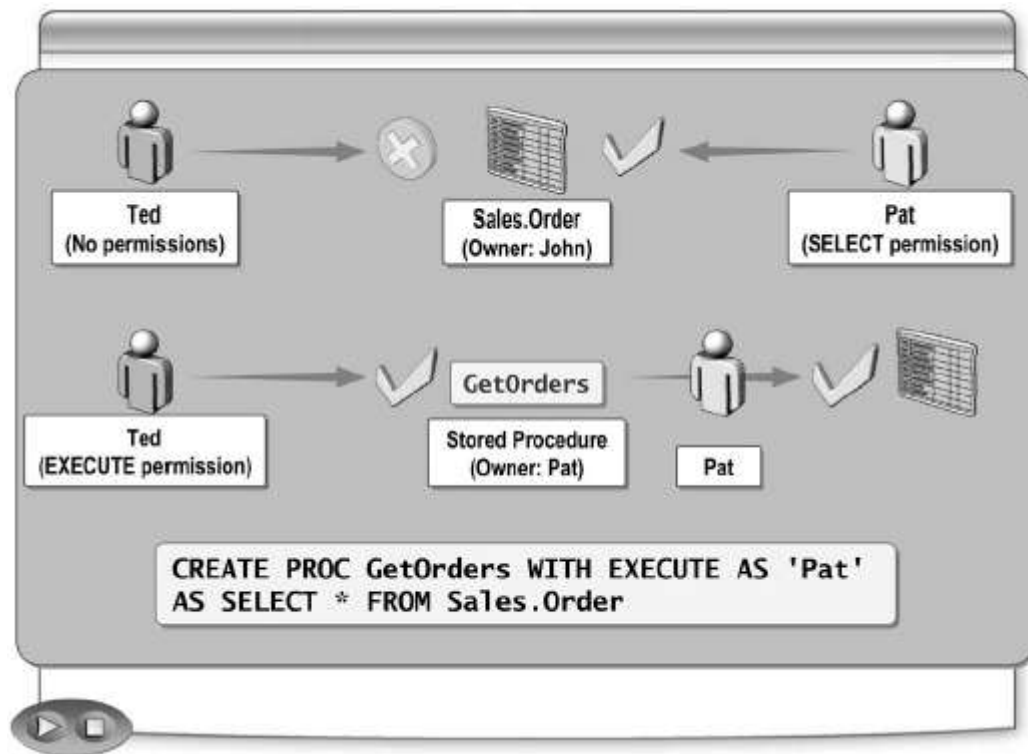 Ted
(No permissions)
Sales.Order
(Owner: John)
Pat
(SELECT permission)
Ted
(EXECUTE permission)
GetOrders
Stored Procedure
(Owner: Pat)
Pat
CREATE PROC GetOrders WITH EXECUTE AS 'Pat'
AS SELECT * FROM Sales.Order